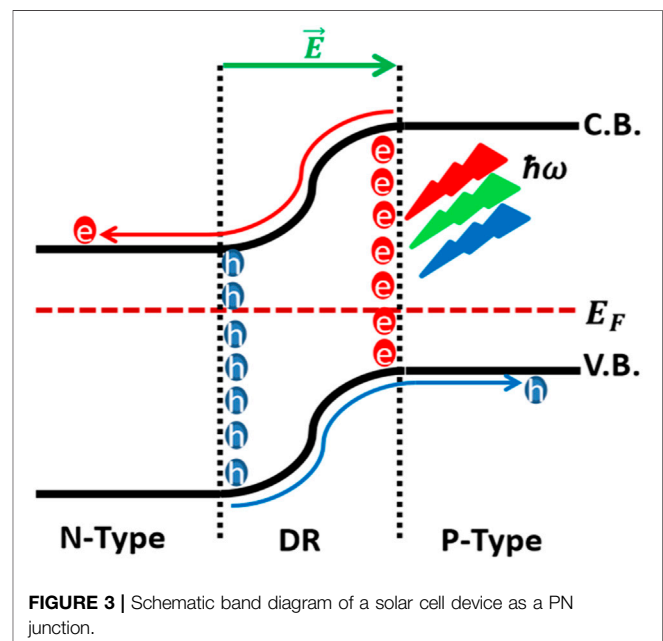 E
C.B.
ħω
e e e e e e e
e
h h h h h h h
E_F
V.B.
h
N-Type DR P-Type
FIGURE 3 | Schematic band diagram of a solar cell device as a PN
junction.